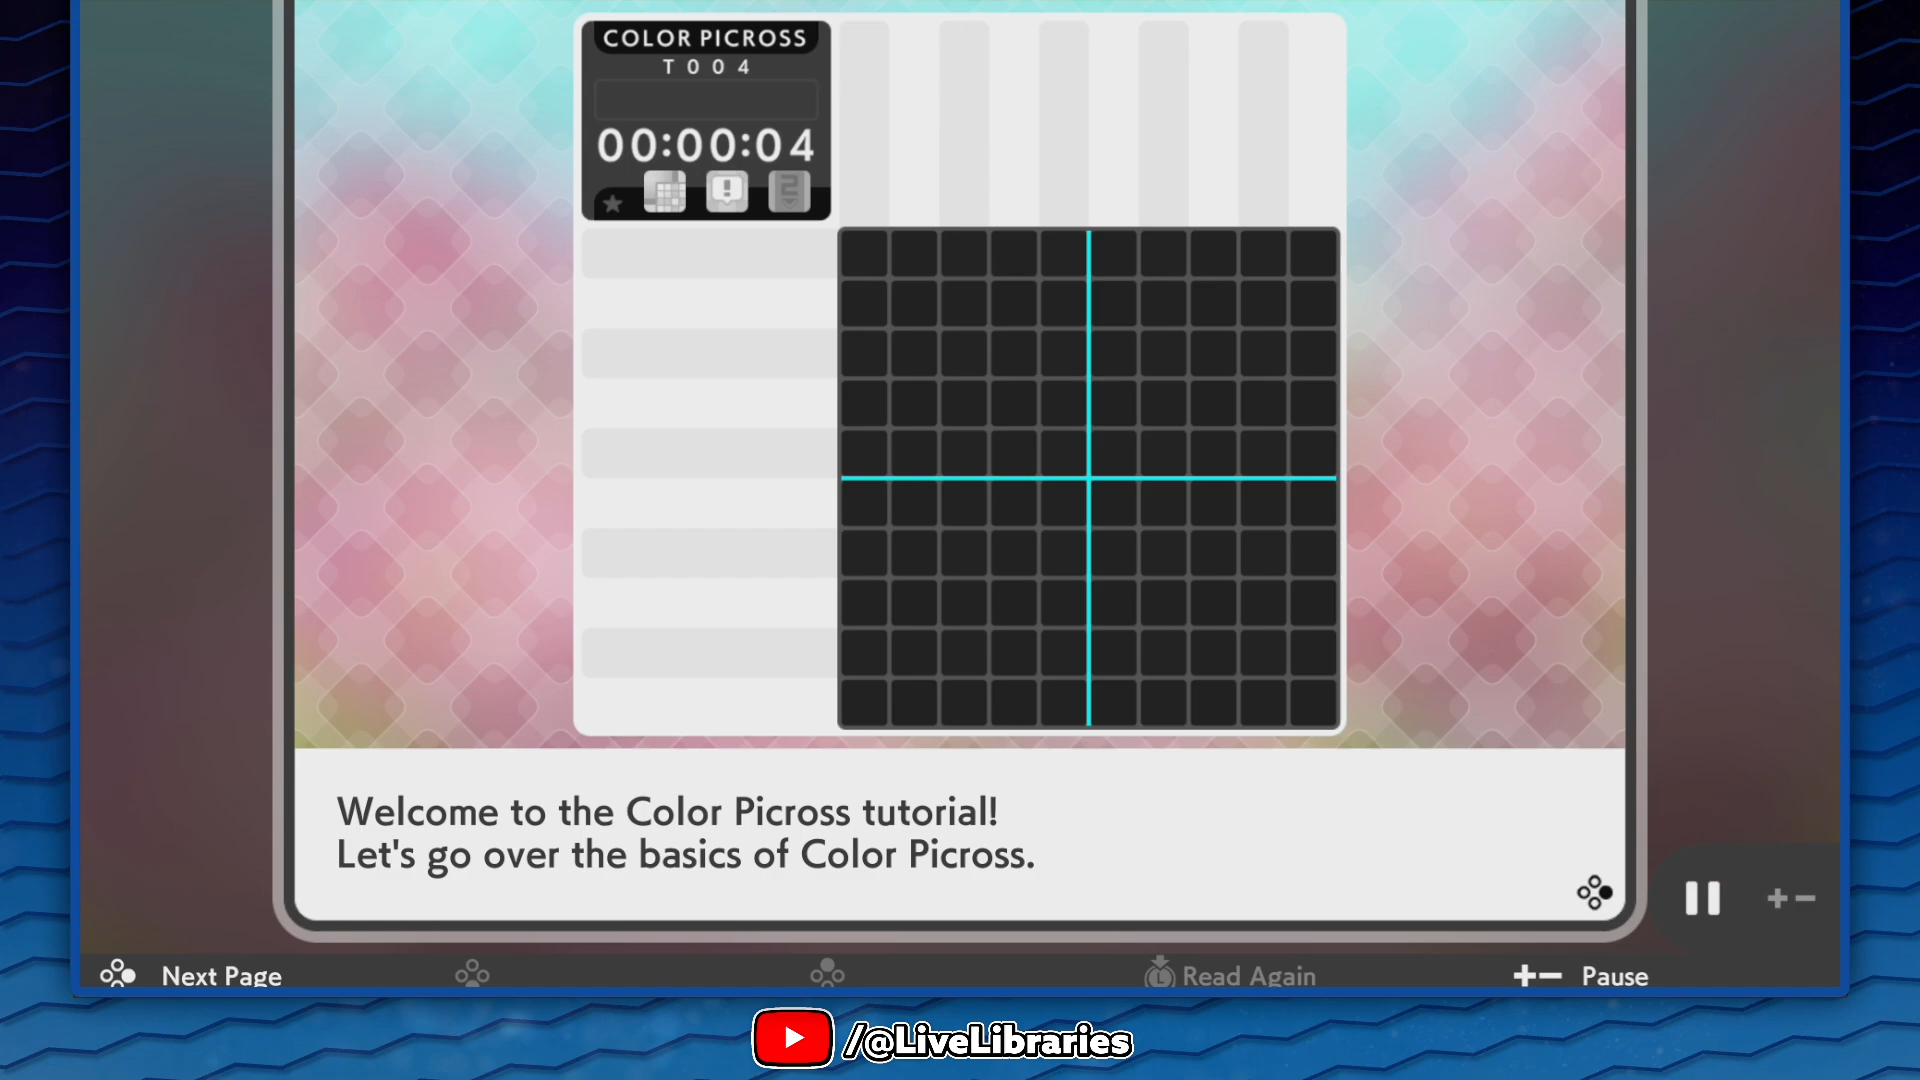 COLOR PICROSS
T004
00:00:04
Welcome to the Color Picross tutorial!
Let's go over the basics of Color Picross.
Next Page
Read Again
Pause
/@LiveLibraries